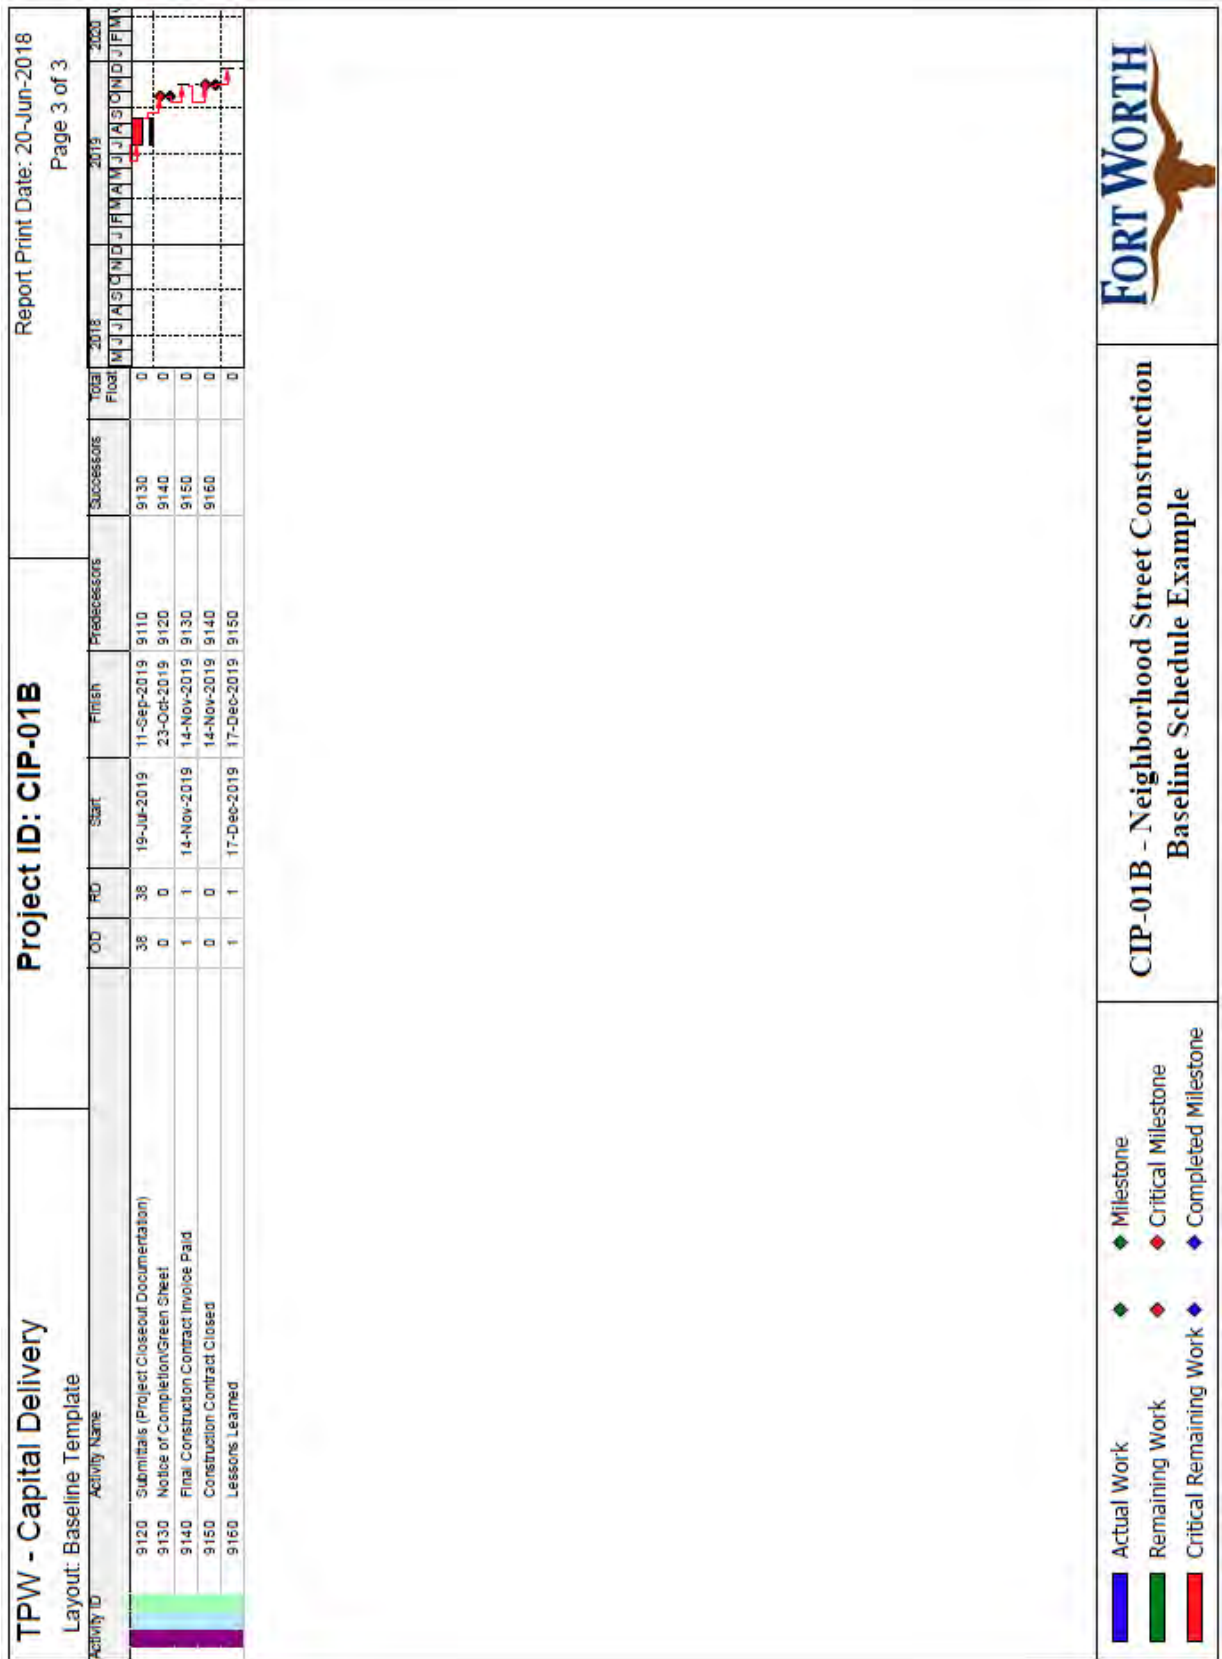 TPW - Capital Delivery
Layout: Baseline Template
Project ID: CIP-01B
Report Print Date: 20-Jun-2018
Page 3 of 3
Activity ID Activity Name OD RD Start Finish Predecessors Successors Total Float 2018 2019 2020
M J J A S O N D J F M A M J J A S O N D J F M
9120 Submittals (Project Closeout Documentation) 38 38 19-Jul-2019 11-Sep-2019 9110 9130 0
9130 Notice of Completion/Green Sheet 0 0 23-Oct-2019 9120 9140 0
9140 Final Construction Contract Invoice Paid 1 1 14-Nov-2019 14-Nov-2019 9130 9150 0
9150 Construction Contract Closed 0 0 14-Nov-2019 9140 9160 0
9160 Lessons Learned 1 1 17-Dec-2019 17-Dec-2019 9150 0
Actual Work Milestone
Remaining Work Critical Milestone
Critical Remaining Work Completed Milestone
CIP-01B - Neighborhood Street Construction
Baseline Schedule Example
FORT WORTH